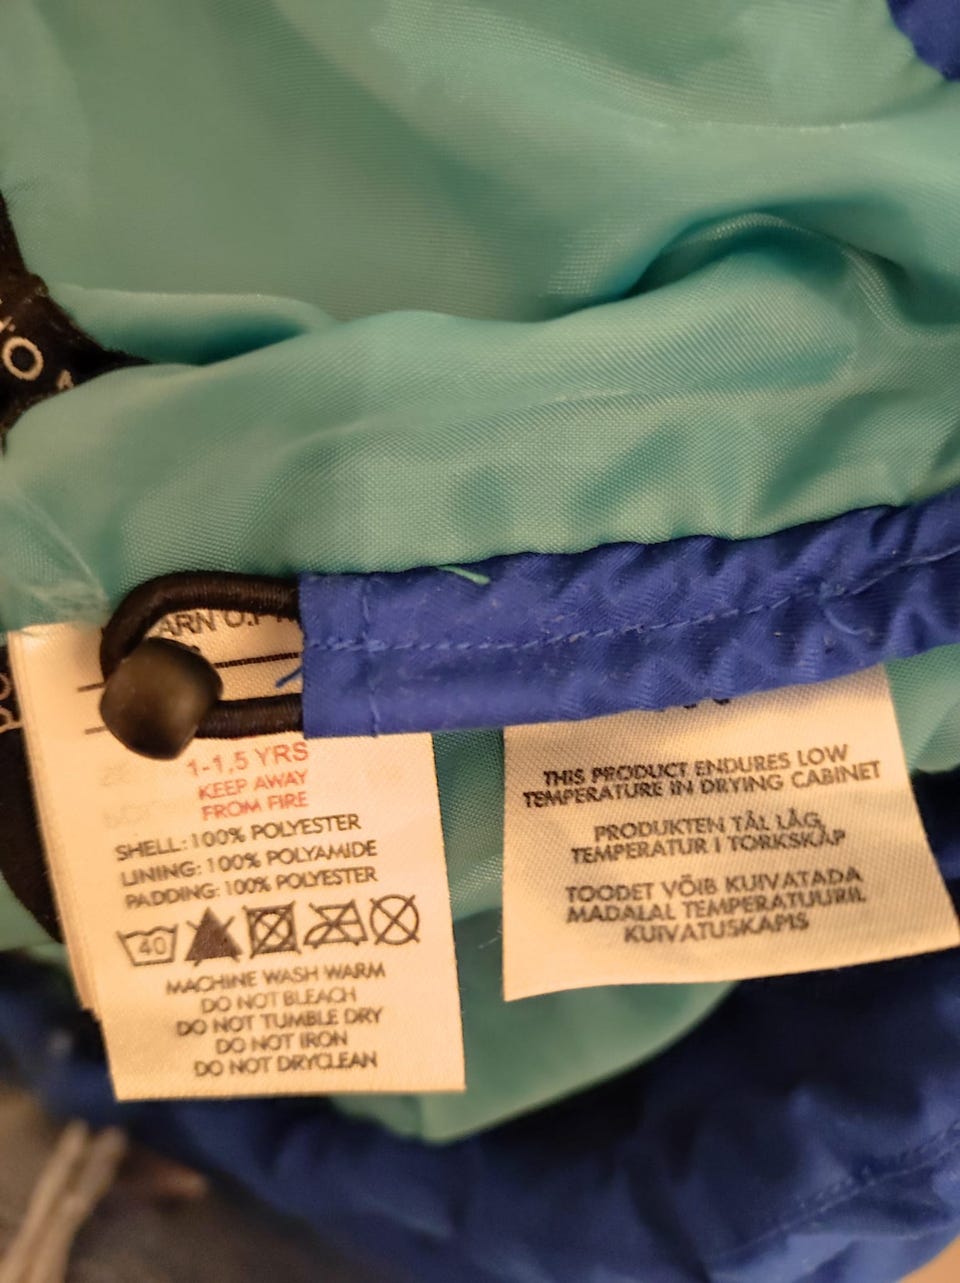 1-1,5 YRS
KEEP AWAY
FROM FIRE
SHELL: 100% POLYESTER
LINING: 100% POLYAMIDE
PADDING: 100% POLYESTER
40
MACHINE WASH WARM
DO NOT BLEACH
DO NOT TUMBLE DRY
DO NOT IRON
DO NOT DRYCLEAN
THIS PRODUCT ENDURES LOW
TEMPERATURE IN DRYING CABINET
PRODUKTEN TÅL LÅG
TEMPERATUR I TORKSKÅP
TOODET VÕIB KUIVATADA
MADALAL TEMPERATUURIL
KUIVATUSKAPIS